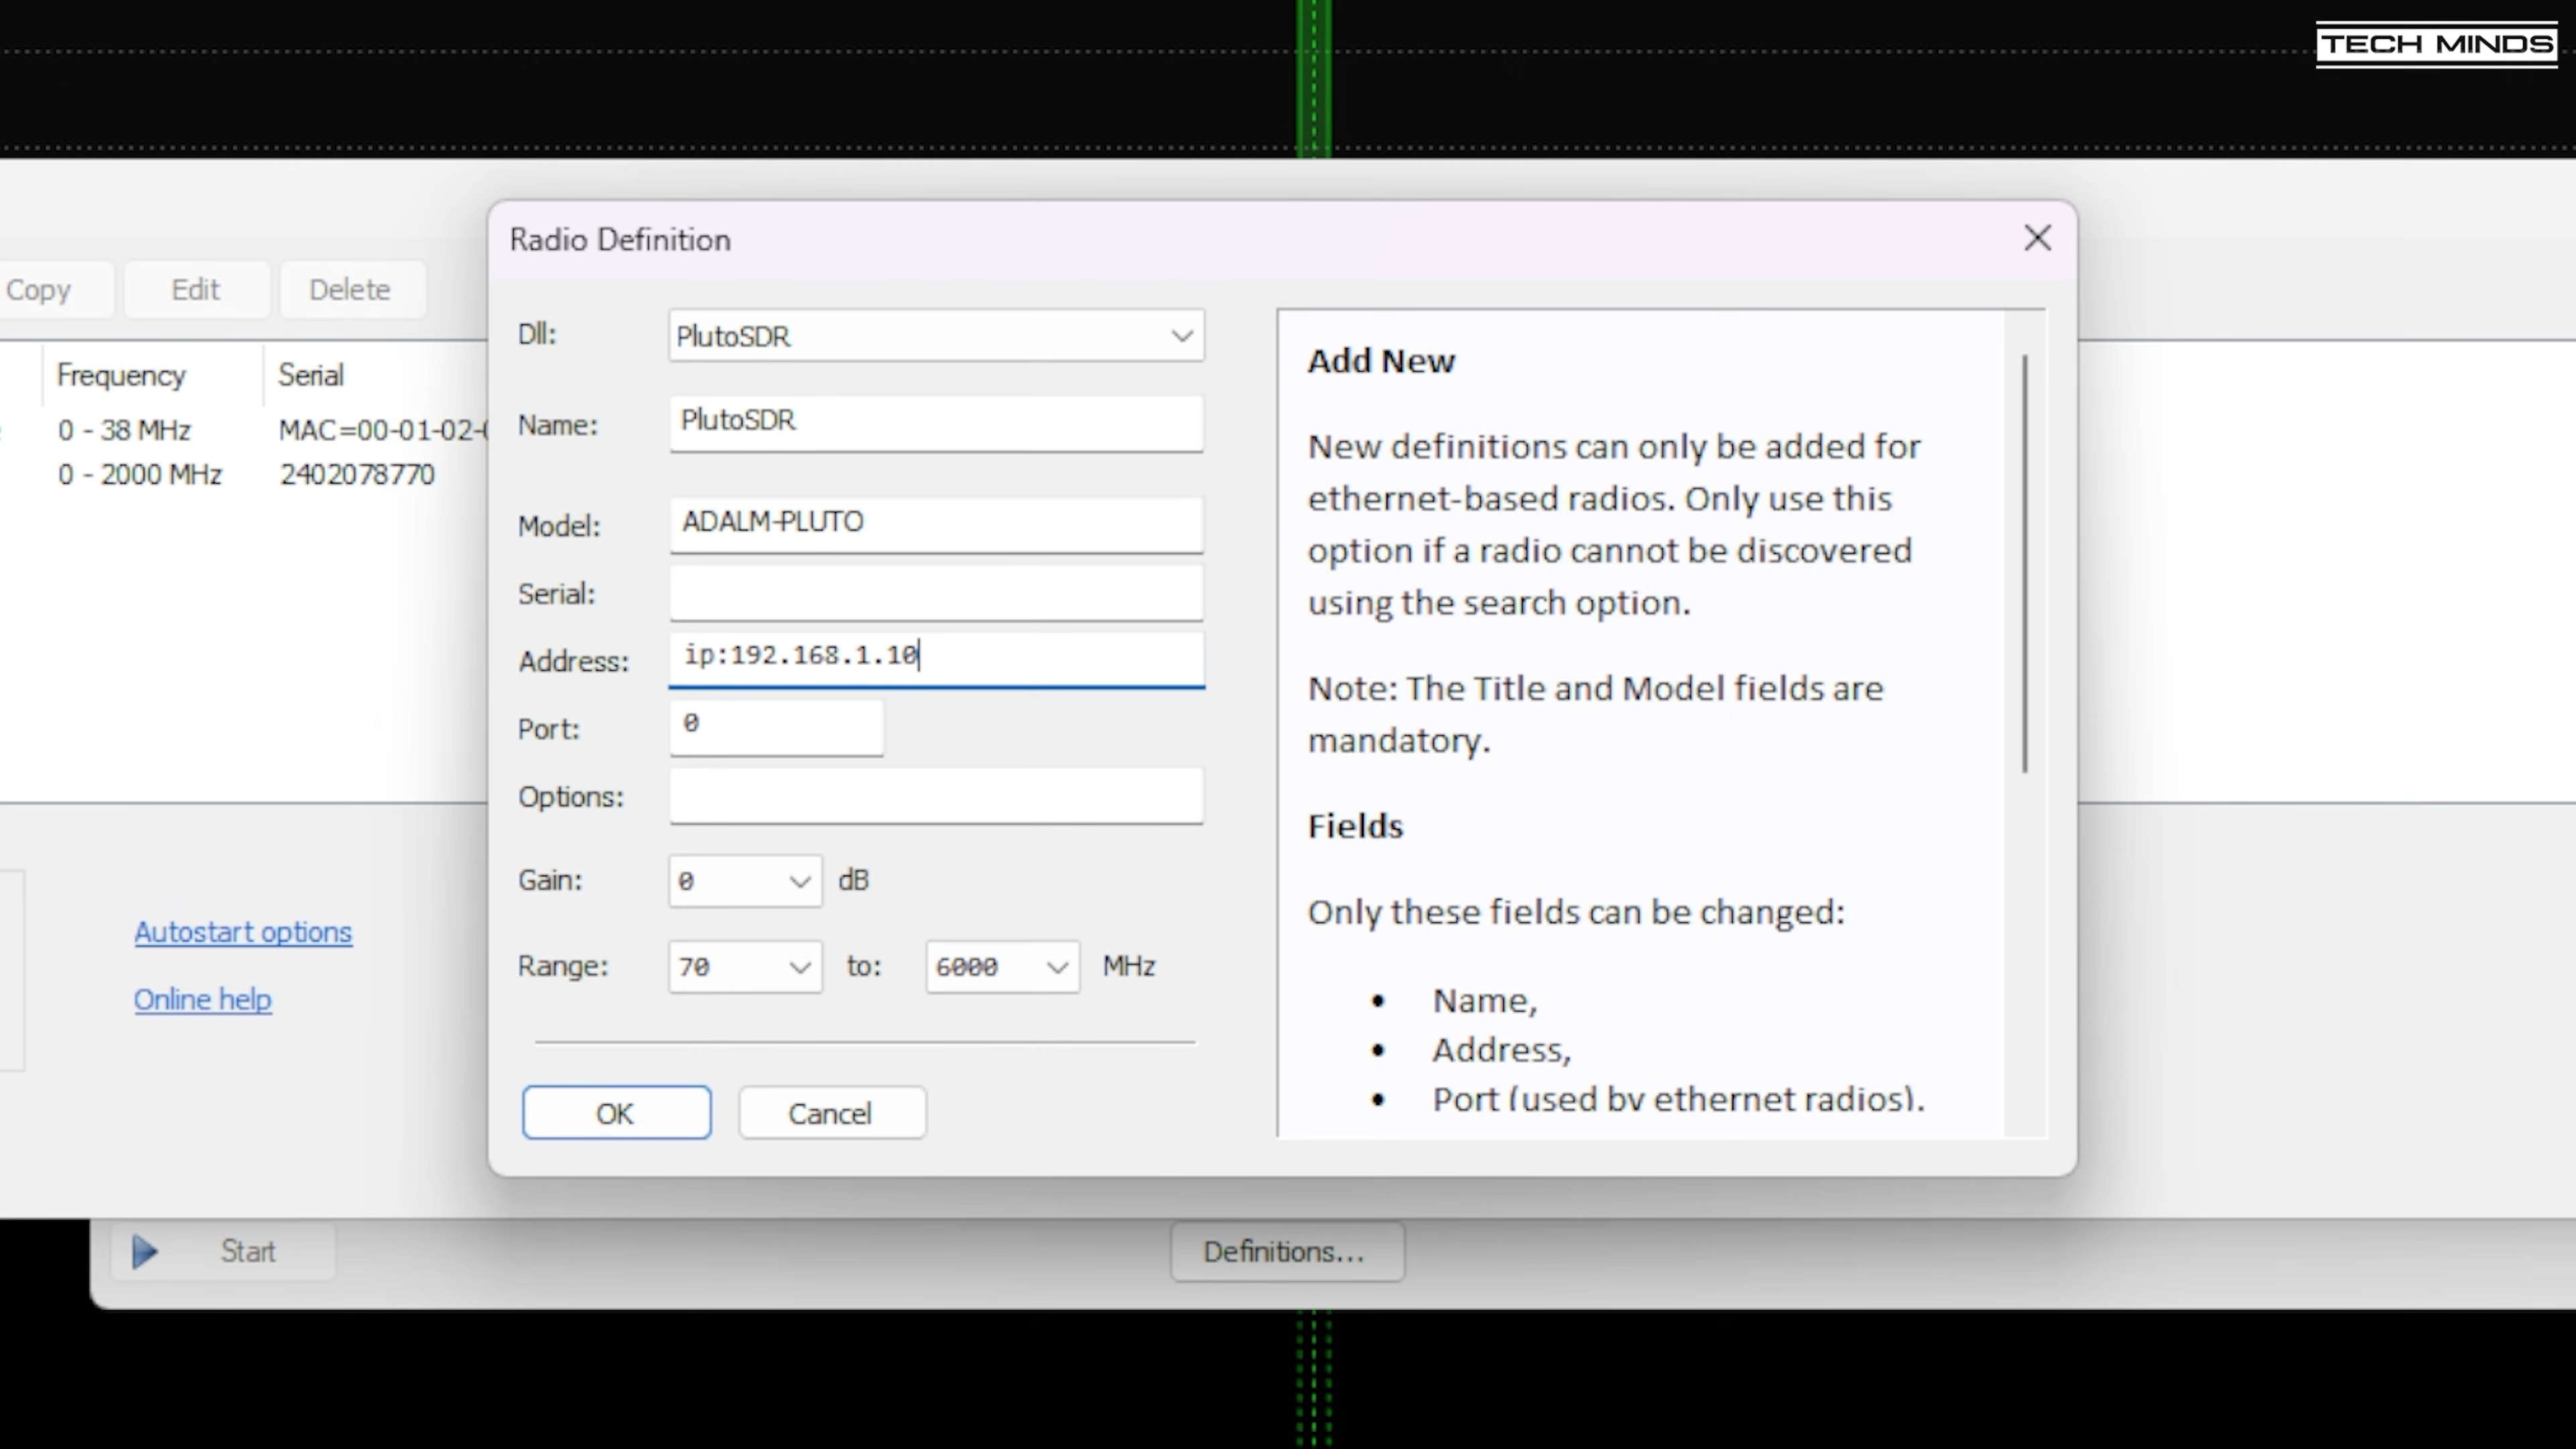 TECH MINDS
Radio Definition
Copy
Edit
Delete
Frequency
Serial
0 - 38 MHz
MAC=00-01-02-
0 - 2000 MHz
2402078770
Autostart options
Online help
Dll:
PlutoSDR
Name:
PlutoSDR
Model:
ADALM-PLUTO
Serial:
Address:
ip:192.168.1.10
Port:
0
Options:
Gain:
0
dB
Range:
70
to:
6000
MHz
OK
Cancel
Add New
New definitions can only be added for
ethernet-based radios. Only use this
option if a radio cannot be discovered
using the search option.
Note: The Title and Model fields are
mandatory.
Fields
Only these fields can be changed:
• Name,
• Address,
• Port (used by ethernet radios).
Start
Definitions...